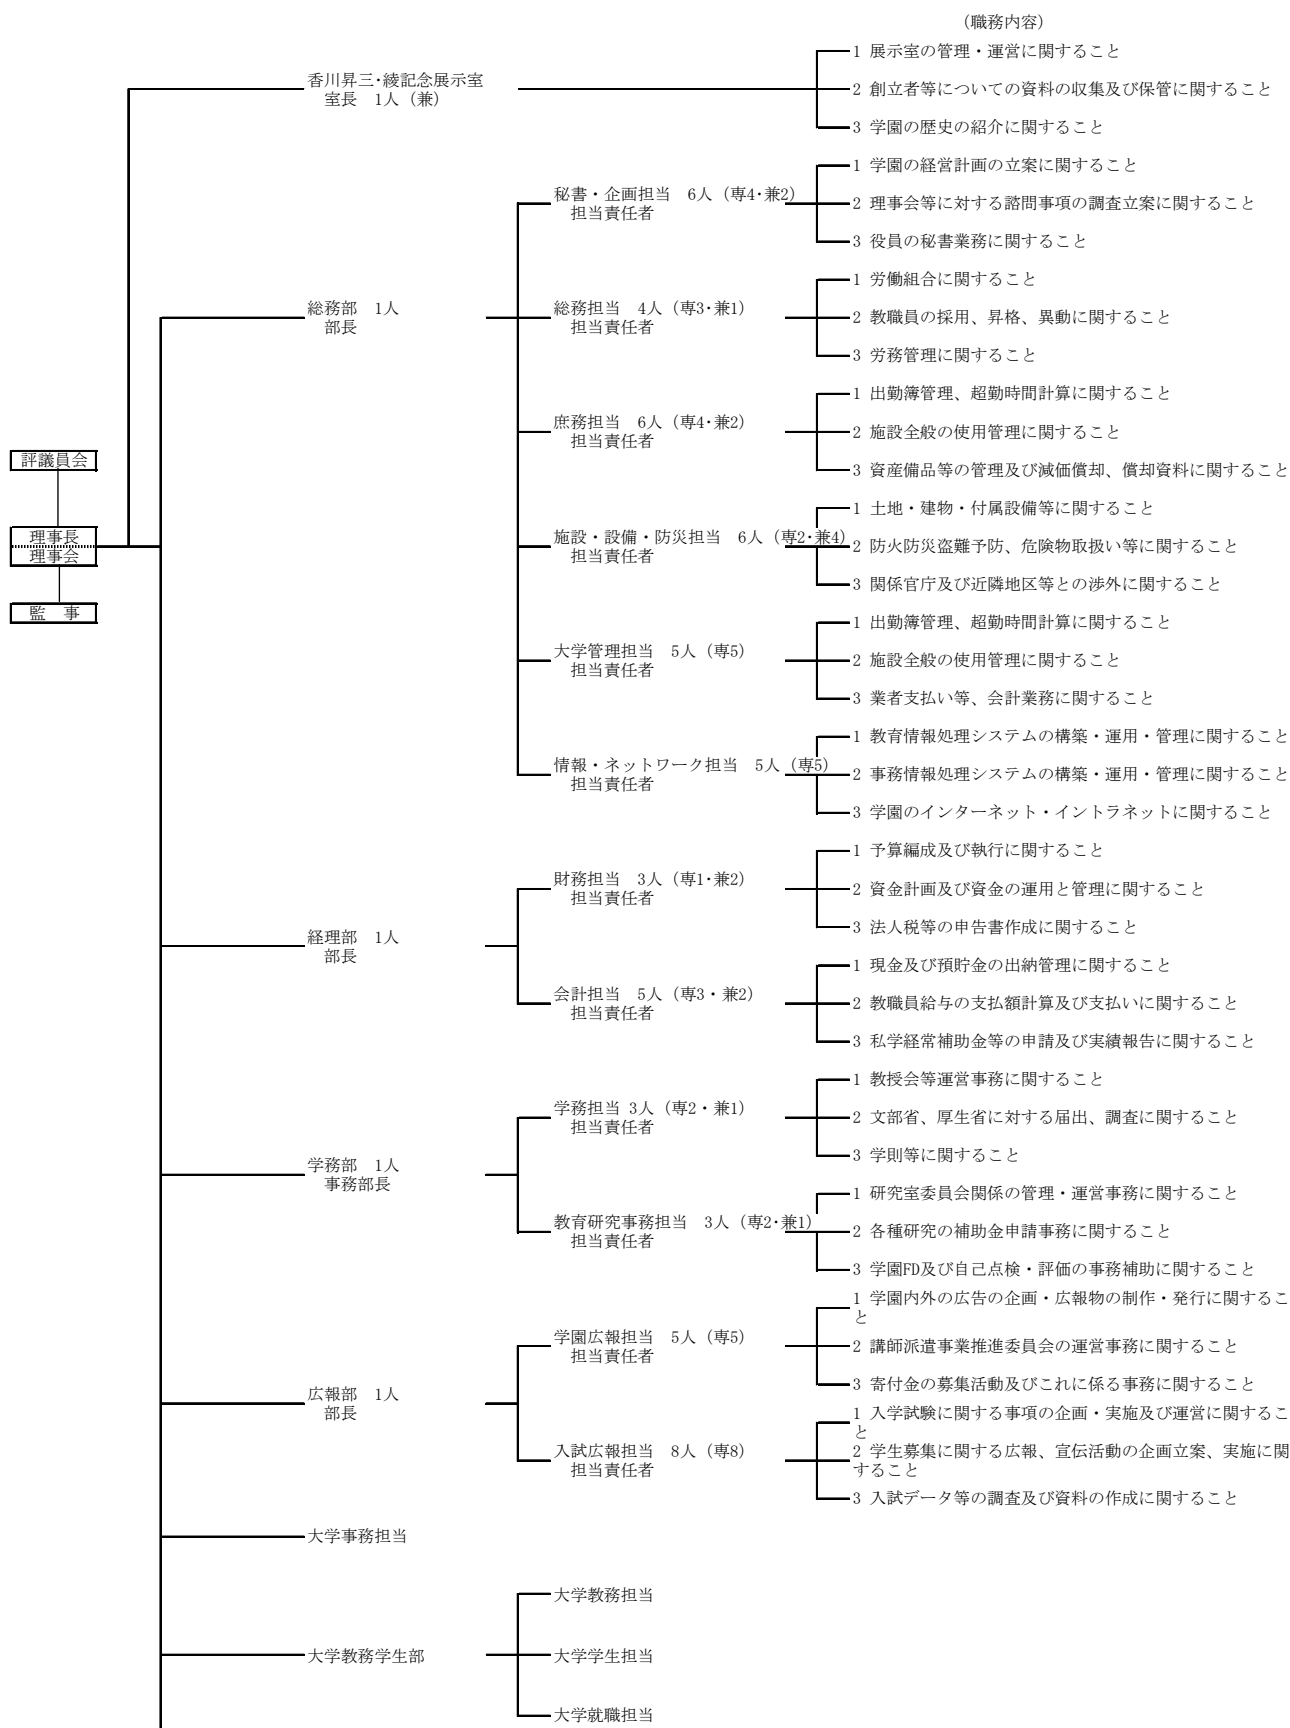 （職務内容）
香川昇三・綾記念展示室
室長　1人（兼）
1 展示室の管理・運営に関すること
2 創立者等についての資料の収集及び保管に関すること
3 学園の歴史の紹介に関すること
評議員会
理事長
理事会
監　事
総務部　1人
部長
秘書・企画担当　6人（専4・兼2）
担当責任者
1 学園の経営計画の立案に関すること
2 理事会等に対する諮問事項の調査立案に関すること
3 役員の秘書業務に関すること
総務担当　4人（専3・兼1）
担当責任者
1 労働組合に関すること
2 教職員の採用、昇格、異動に関すること
3 労務管理に関すること
庶務担当　6人（専4・兼2）
担当責任者
1 出勤簿管理、超勤時間計算に関すること
2 施設全般の使用管理に関すること
3 資産備品等の管理及び減価償却、償却資料に関すること
施設・設備・防災担当　6人（専2・兼4）
担当責任者
1 土地・建物・付属設備等に関すること
2 防火防災盗難予防、危険物取扱い等に関すること
3 関係官庁及び近隣地区等との渉外に関すること
大学管理担当　5人（専5）
担当責任者
1 出勤簿管理、超勤時間計算に関すること
2 施設全般の使用管理に関すること
3 業者支払い等、会計業務に関すること
情報・ネットワーク担当　5人（専5）
担当責任者
1 教育情報処理システムの構築・運用・管理に関すること
2 事務情報処理システムの構築・運用・管理に関すること
3 学園のインターネット・イントラネットに関すること
経理部　1人
部長
財務担当　3人（専1・兼2）
担当責任者
1 予算編成及び執行に関すること
2 資金計画及び資金の運用と管理に関すること
3 法人税等の申告書作成に関すること
会計担当　5人（専3・兼2）
担当責任者
1 現金及び預貯金の出納管理に関すること
2 教職員給与の支払額計算及び支払いに関すること
3 私学経常補助金等の申請及び実績報告に関すること
学務部　1人
事務部長
学務担当 3人（専2・兼1）
担当責任者
1 教授会等運営事務に関すること
2 文部省、厚生省に対する届出、調査に関すること
3 学則等に関すること
教育研究事務担当　3人（専2・兼1）
担当責任者
1 研究室委員会関係の管理・運営事務に関すること
2 各種研究の補助金申請事務に関すること
3 学園FD及び自己点検・評価の事務補助に関すること
広報部　1人
部長
学園広報担当　5人（専5）
担当責任者
1 学園内外の広告の企画・広報物の制作・発行に関するこ
と
2 講師派遣事業推進委員会の運営事務に関すること
3 寄付金の募集活動及びこれに係る事務に関すること
入試広報担当　8人（専8）
担当責任者
1 入学試験に関する事項の企画・実施及び運営に関するこ
と
2 学生募集に関する広報、宣伝活動の企画立案、実施に関
すること
3 入試データ等の調査及び資料の作成に関すること
大学事務担当
大学教務学生部
大学教務担当
大学学生担当
大学就職担当